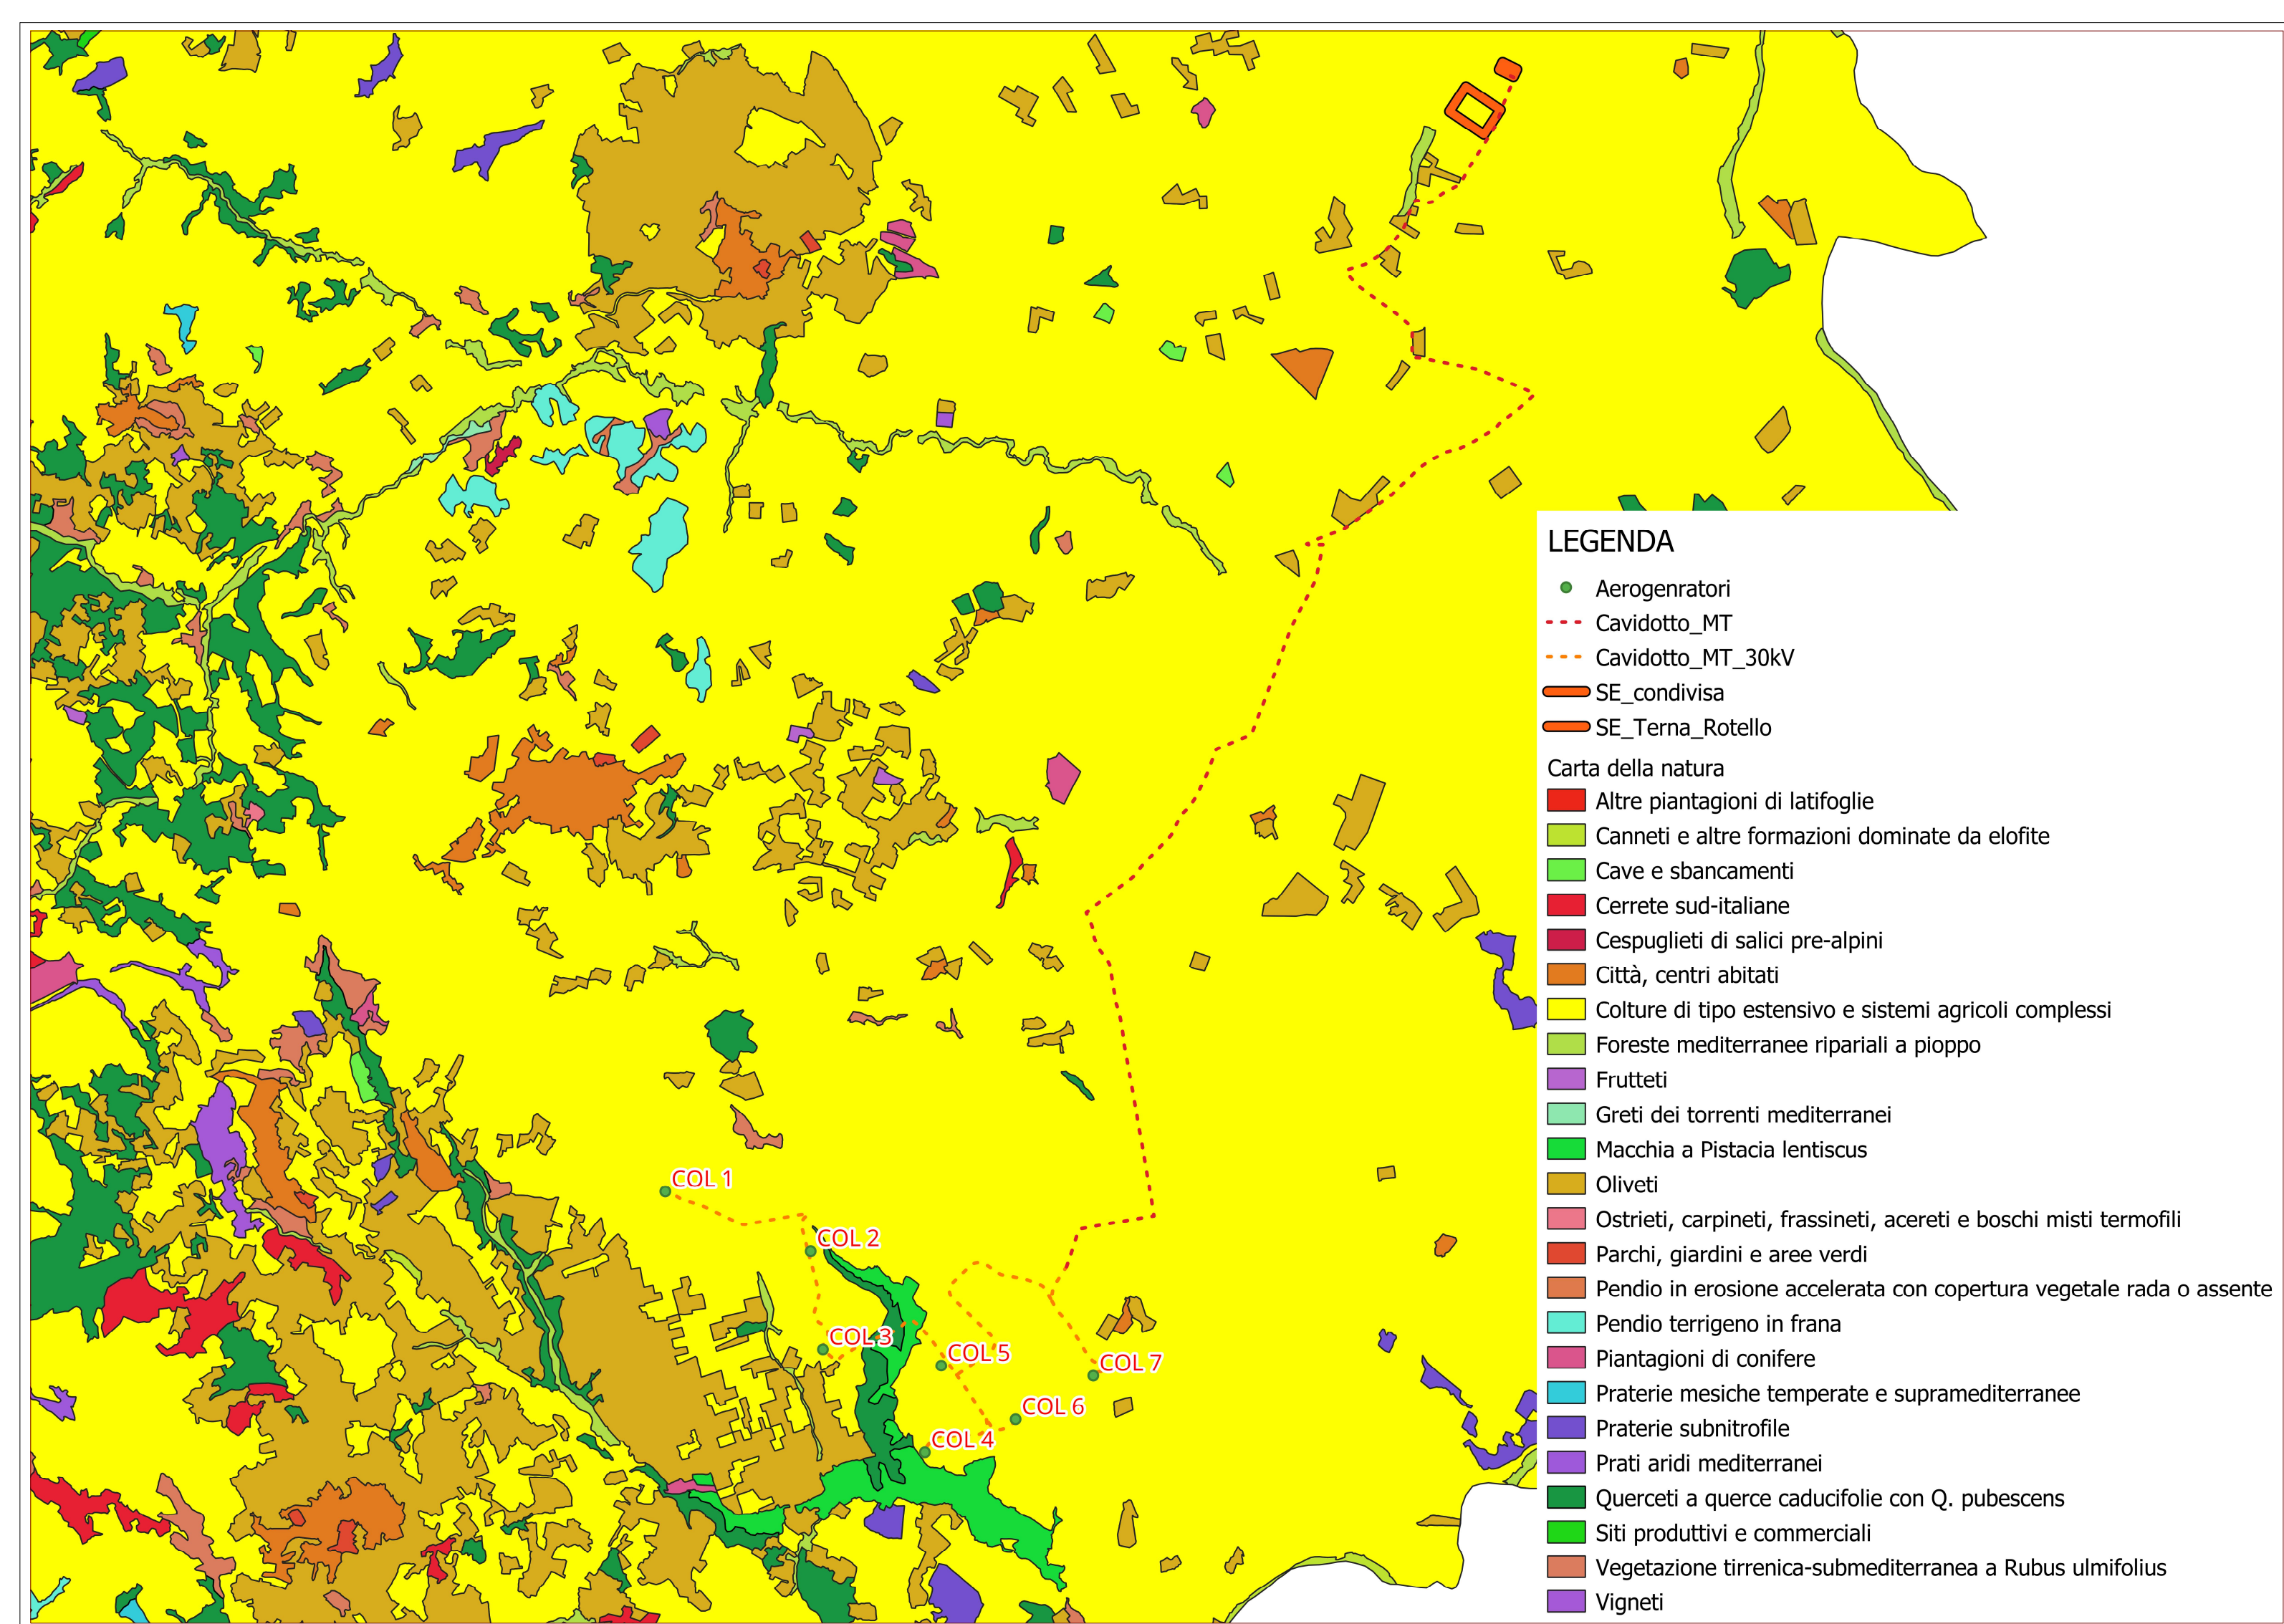 COL 1
COL 2
COL 3
COL 5
COL 7
COL 6
COL 4
LEGENDA
Aerogenratori
Cavidotto_MT
Cavidotto_MT_30kV
SE_condivisa
SE_Terna_Rotello
Carta della natura
Altre piantagioni di latifoglie
Canneti e altre formazioni dominate da elofite
Cave e sbancamenti
Cerrete sud-italiane
Cespuglieti di salici pre-alpini
Città, centri abitati
Colture di tipo estensivo e sistemi agricoli complessi
Foreste mediterranee ripariali a pioppo
Frutteti
Greti dei torrenti mediterranei
Macchia a Pistacia lentiscus
Oliveti
Ostrieti, carpineti, frassineti, acereti e boschi misti termofili
Parchi, giardini e aree verdi
Pendio in erosione accelerata con copertura vegetale rada o assente
Pendio terrigeno in frana
Piantagioni di conifere
Praterie mesiche temperate e supramediterranee
Praterie subnitrofile
Prati aridi mediterranei
Querceti a querce caducifolie con Q. pubescens
Siti produttivi e commerciali
Vegetazione tirrenica-submediterranea a Rubus ulmifolius
Vigneti